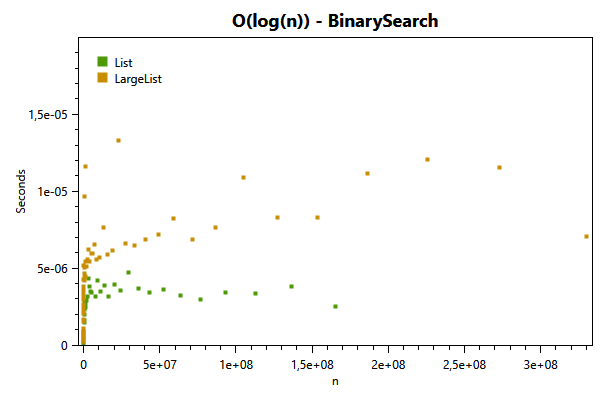 O(log(n)) - BinarySearch
List
LargeList
1,5e-05
1e-05
Seconds
5e-06
0
0 5e+07 1e+08 1,5e+08 2e+08 2,5e+08 3e+08
n